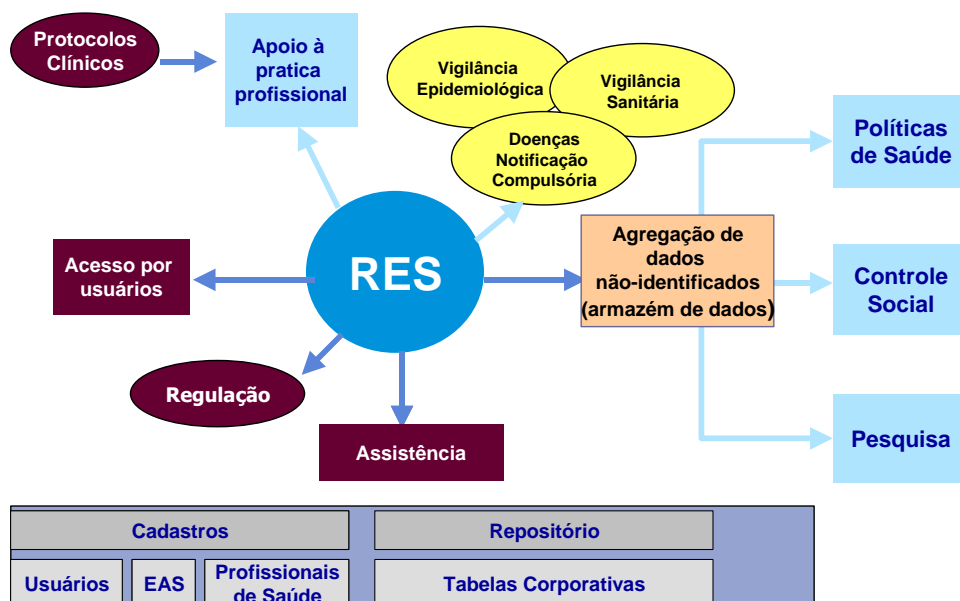 Protocolos
Clínicos
Apoio à
pratica
profissional
Vigilância
Epidemiológica
Vigilância
Sanitária
Doenças
Notificação
Compulsória
Políticas
de Saúde
Acesso por
usuários
RES
Agregação de
dados
não-identificados
(armazém de dados)
Controle
Social
Regulação
Assistência
Pesquisa
Cadastros
Repositório
Usuários
EAS
Profissionais
de Saúde
Tabelas Corporativas